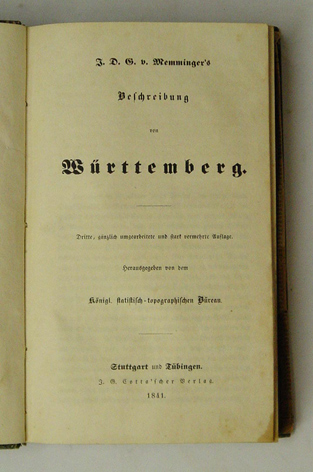 J. D. G. v. Memminger's
Beschreibung
von
Württemberg.
Dritte, gänzlich umgearbeitete und stark vermehrte Auflage.
Herausgegeben von dem
Königl. statistisch-topographischen Büreau.
Stuttgart und Tübingen.
J. G. Cotta'scher Verlag.
1841.